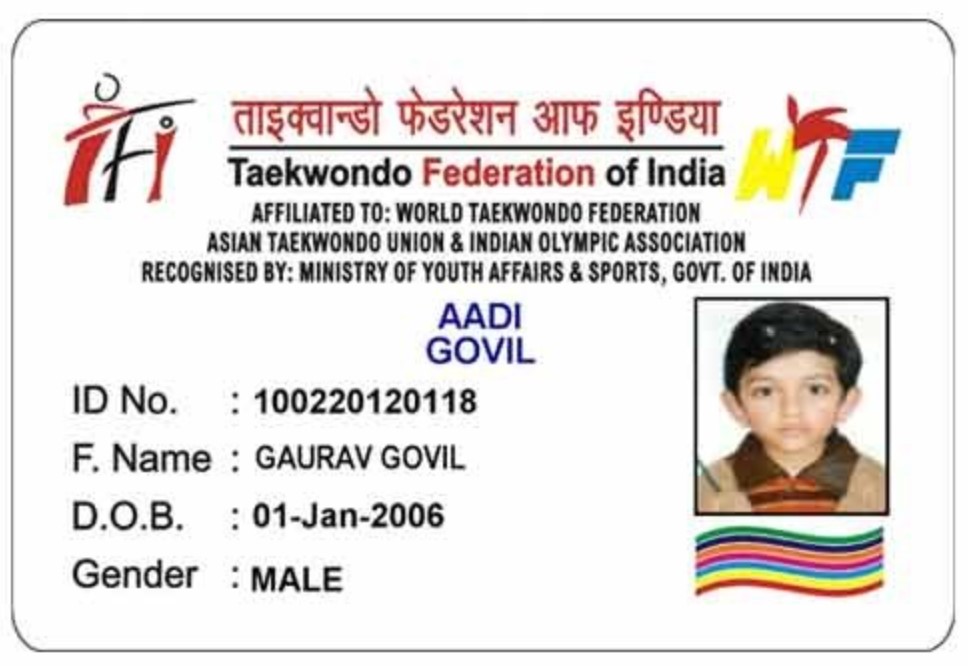 ताइक्वान्डो फेडरेशन आफ इण्डिया
Taekwondo Federation of India
AFFILIATED TO: WORLD TAEKWONDO FEDERATION
ASIAN TAEKWONDO UNION & INDIAN OLYMPIC ASSOCIATION
RECOGNISED BY: MINISTRY OF YOUTH AFFAIRS & SPORTS, GOVT. OF INDIA
TFI
WTF
AADI
GOVIL
ID No. : 100220120118
F. Name : GAURAV GOVIL
D.O.B. : 01-Jan-2006
Gender : MALE